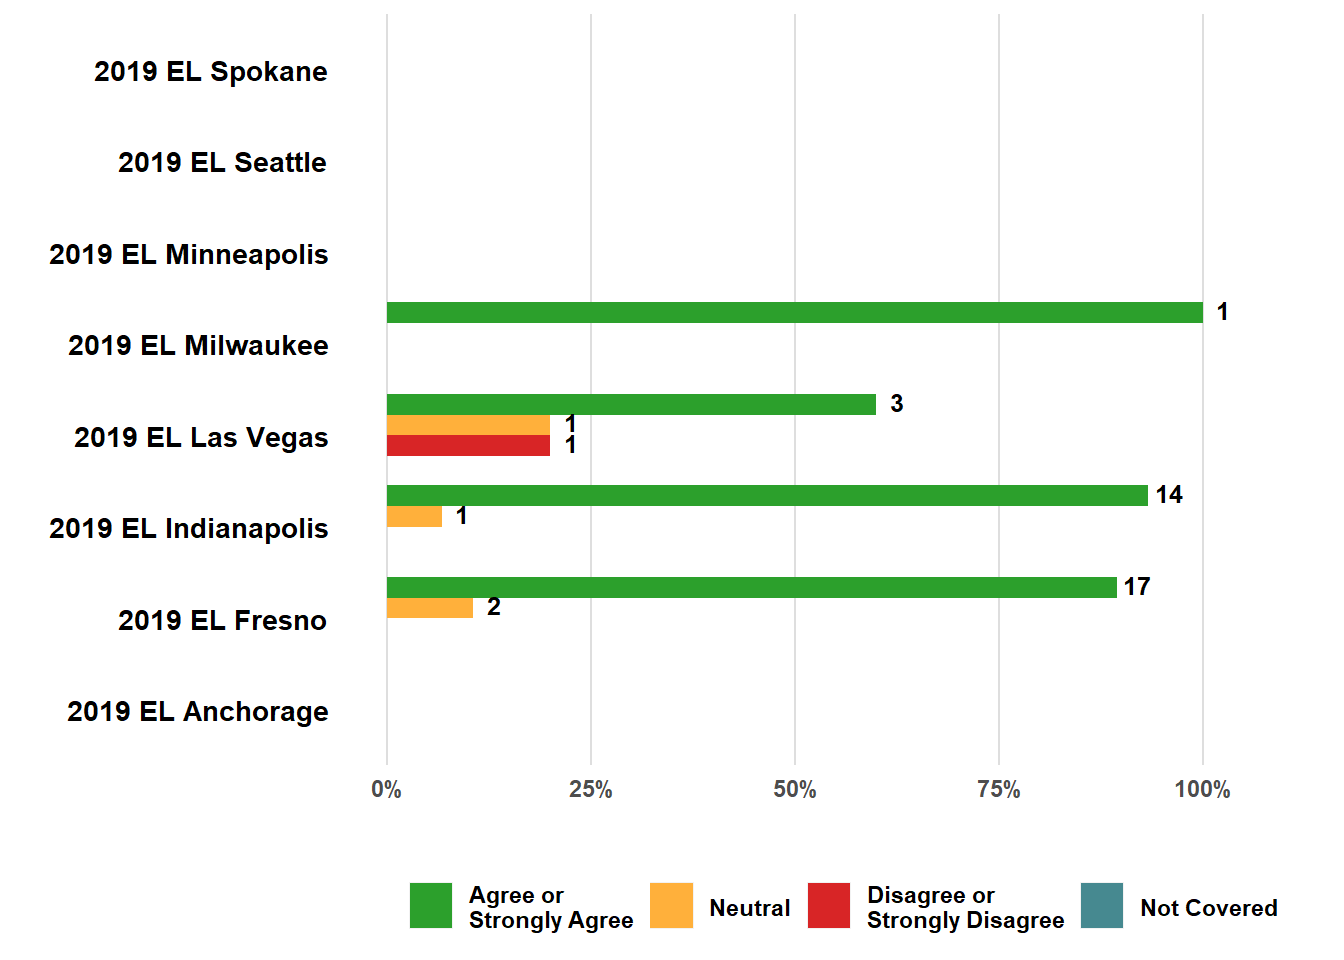 2019 EL Spokane
2019 EL Seattle
2019 EL Minneapolis
1
2019 EL Milwaukee
3
1
2019 EL Las Vegas
1
14
1
2019 EL Indianapolis
17
2
2019 EL Fresno
2019 EL Anchorage
0% 25% 50% 75% 100%
Agree or
Strongly Agree
Neutral
Disagree or
Strongly Disagree
Not Covered